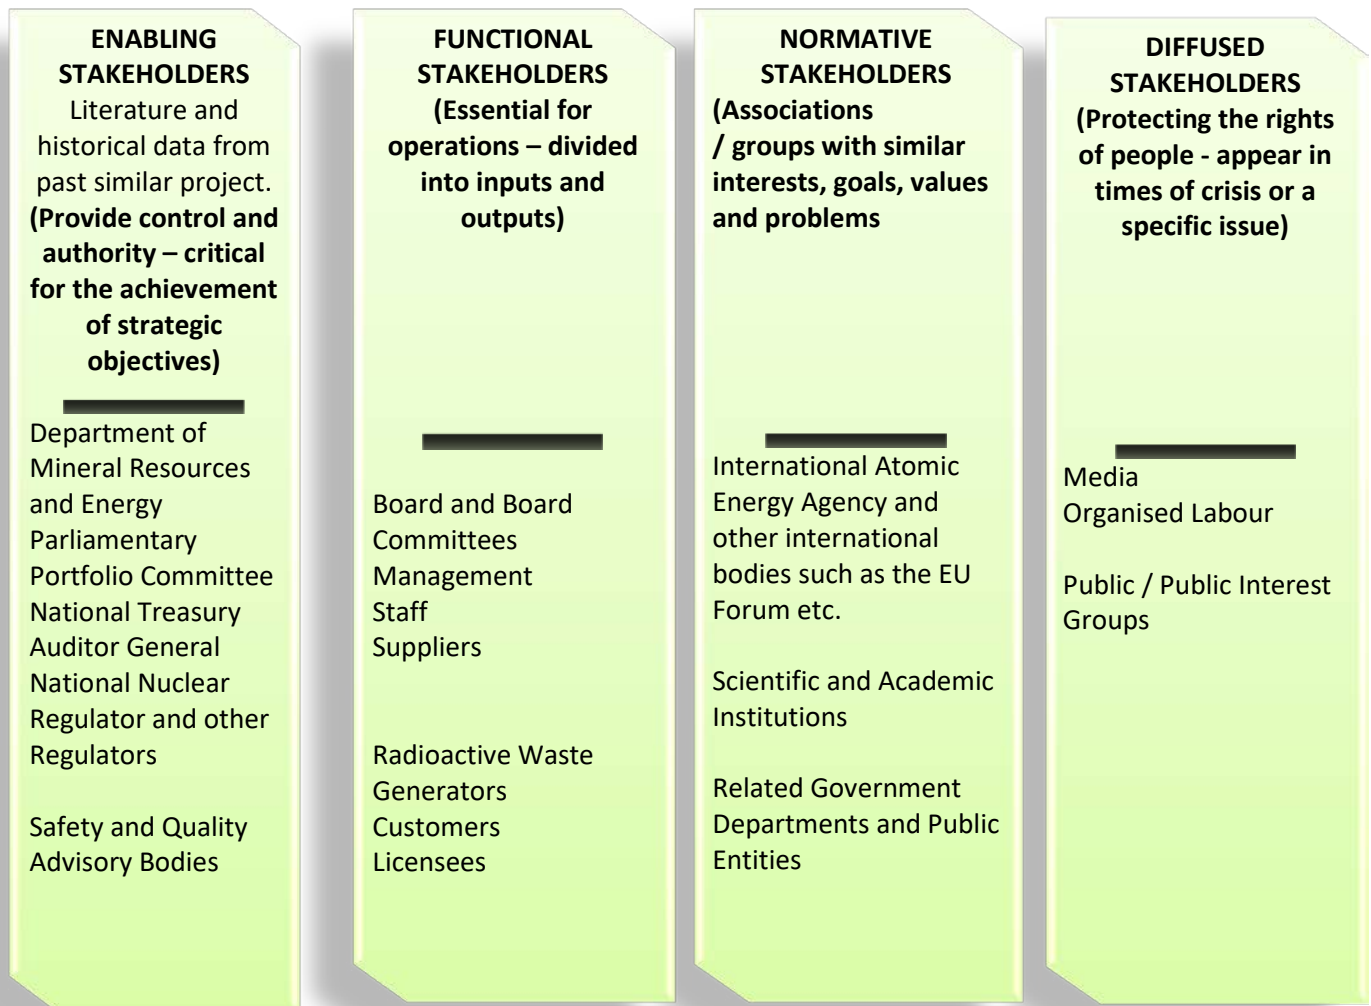 ENABLING
STAKEHOLDERS
Literature and
historical data from
past similar project.
(Provide control and
authority – critical
for the achievement
of strategic
objectives)
Department of
Mineral Resources
and Energy
Parliamentary
Portfolio Committee
National Treasury
Auditor General
National Nuclear
Regulator and other
Regulators
Safety and Quality
Advisory Bodies
FUNCTIONAL
STAKEHOLDERS
(Essential for
operations – divided
into inputs and
outputs)
Board and Board
Committees
Management
Staff
Suppliers
Radioactive Waste
Generators
Customers
Licensees
NORMATIVE
STAKEHOLDERS
(Associations
/ groups with similar
interests, goals, values
and problems
International Atomic
Energy Agency and
other international
bodies such as the EU
Forum etc.
Scientific and Academic
Institutions
Related Government
Departments and Public
Entities
DIFFUSED
STAKEHOLDERS
(Protecting the rights
of people - appear in
times of crisis or a
specific issue)
Media
Organised Labour
Public / Public Interest
Groups